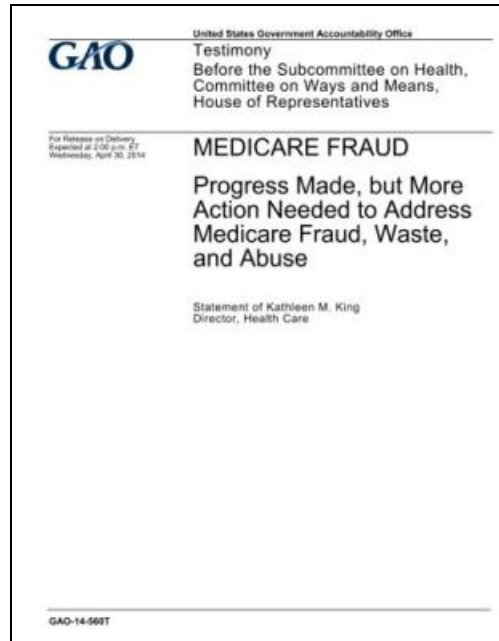 GAO
United States Government Accountability Office
Testimony
Before the Subcommittee on Health,
Committee on Ways and Means,
House of Representatives
For Release on Delivery
Expected at 2:00 p.m. ET
Wednesday, April 30, 2014
MEDICARE FRAUD
Progress Made, but More
Action Needed to Address
Medicare Fraud, Waste,
and Abuse
Statement of Kathleen M. King
Director, Health Care
GAO-14-560T